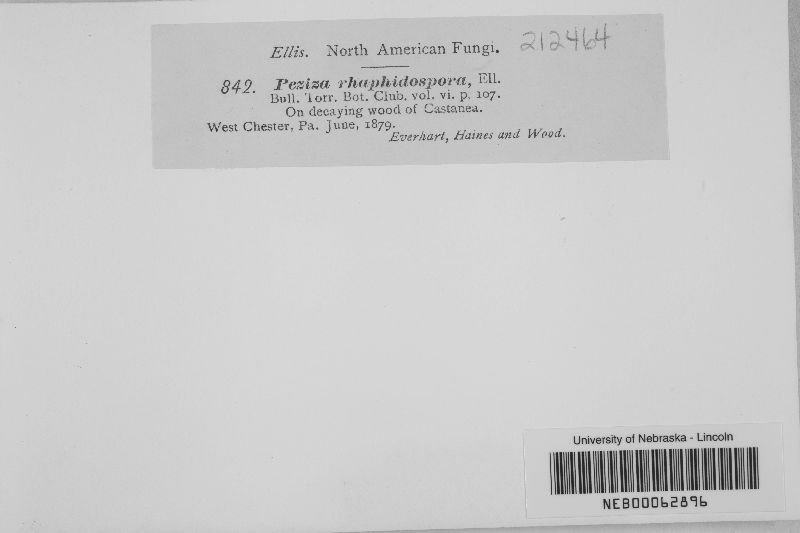 Ellis. North American Fungi. 212464
842. Peziza rhaphidospora, Ell.
Bull. Torr. Bot. Club. vol. vi. p. 107.
On decaying wood of Castanea.
West Chester, Pa. June, 1879.
Everhart, Haines and Wood.
University of Nebraska - Lincoln
NEB00062896